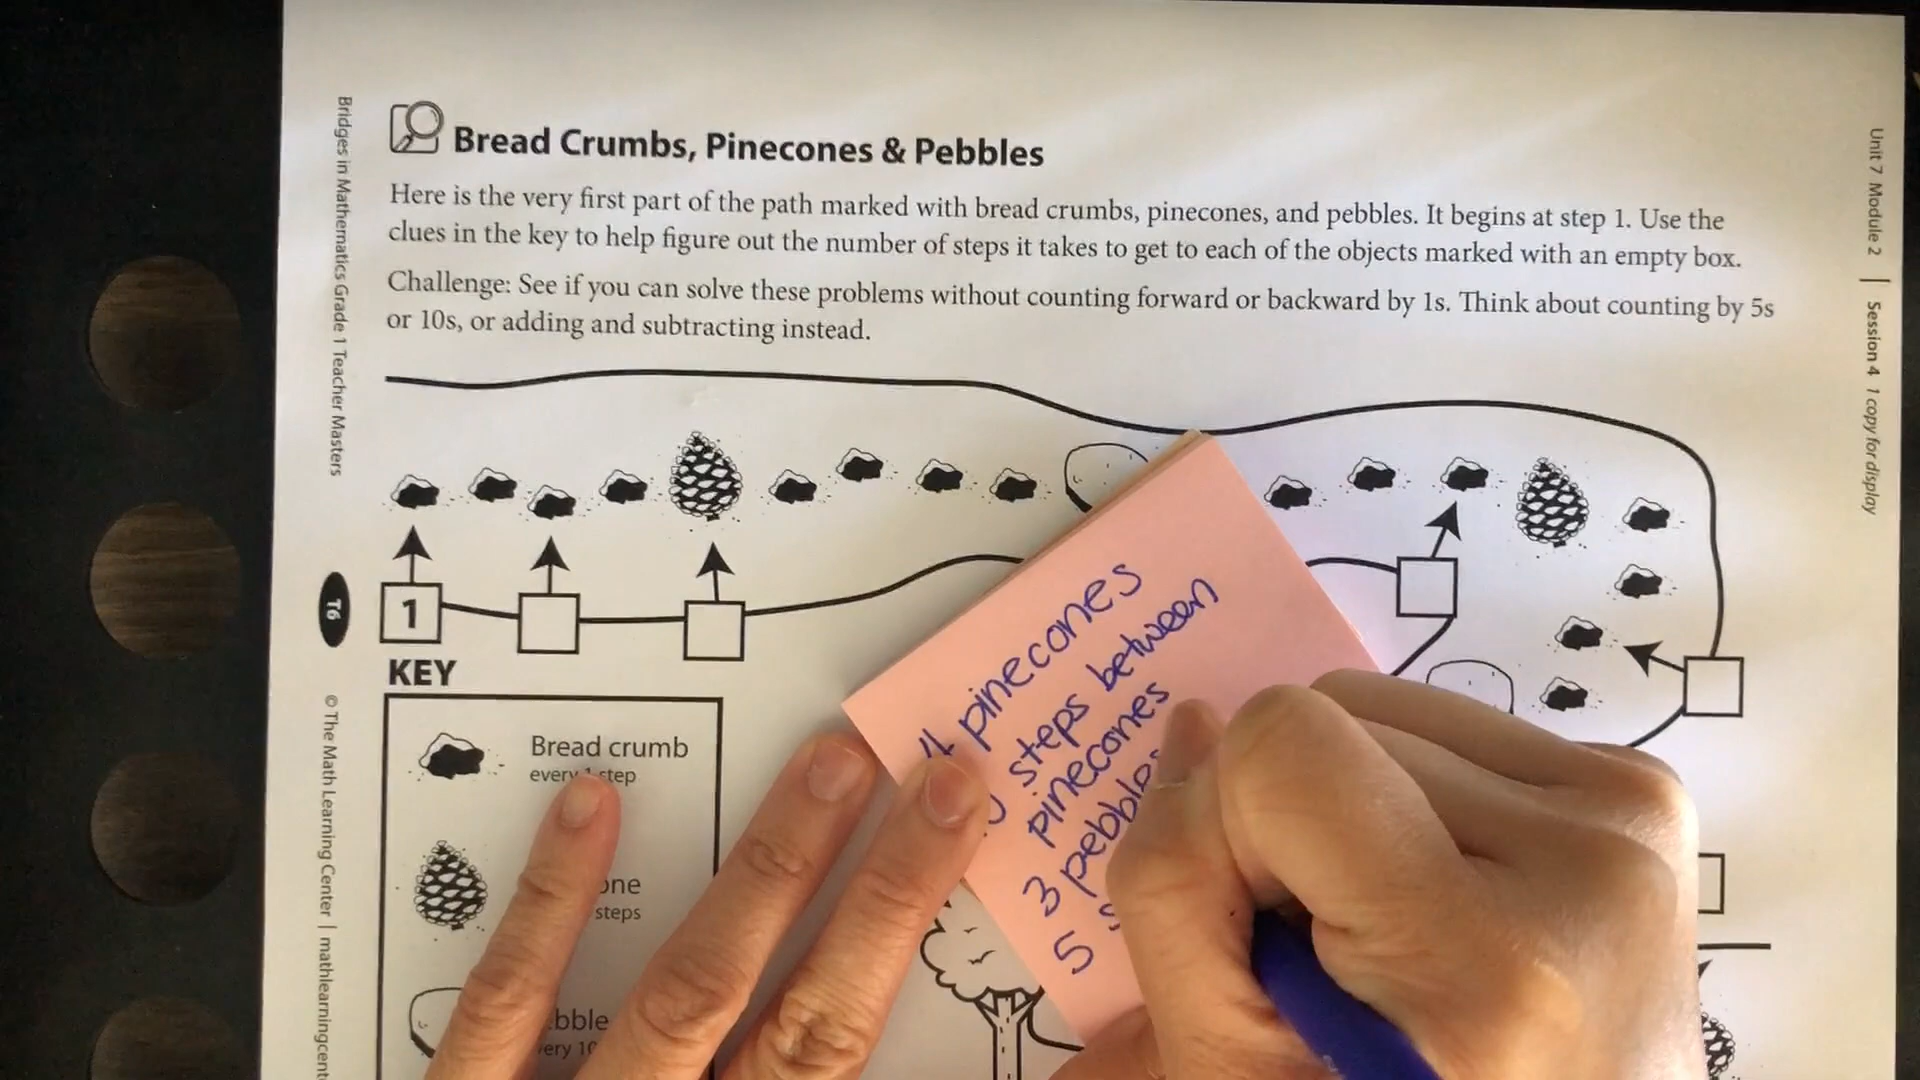 Bread Crumbs, Pinecones & Pebbles
Here is the very first part of the path marked with bread crumbs, pinecones, and pebbles. It begins at step 1. Use the
clues in the key to help figure out the number of steps it takes to get to each of the objects marked with an empty box.
Challenge: See if you can solve these problems without counting forward or backward by 1s. Think about counting by 5s
or 10s, or adding and subtracting instead.
1
KEY
Bread crumb
every 1 step
steps
pinecones
steps between
pinecones
3 pebbles
5
Bridges in Mathematics Grade 1 Teacher Masters
T6
© The Math Learning Center | mathlearningcent
Unit 7 Module 2 | Session 4 1 copy for display